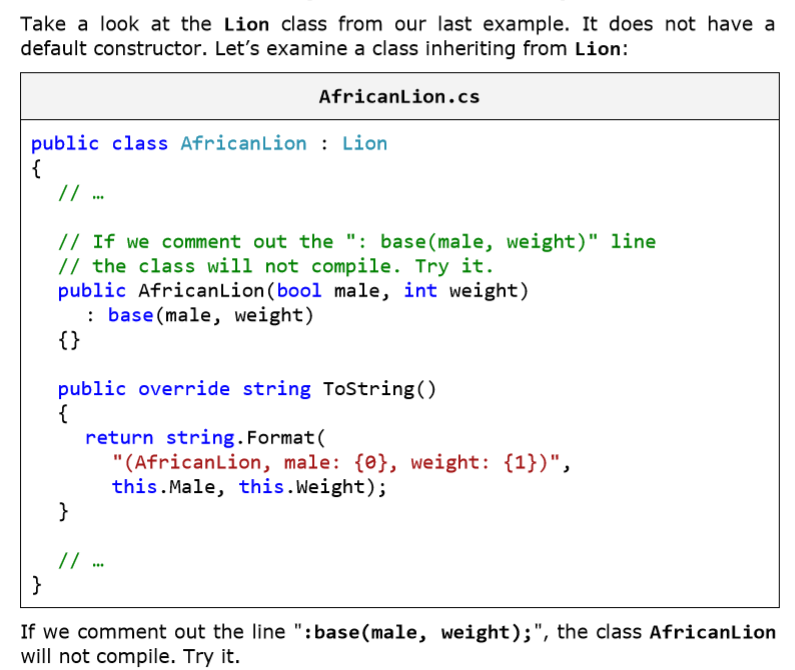 Take a look at the Lion class from our last example. It does not have a
default constructor. Let’s examine a class inheriting from Lion:
AfricanLion.cs
public class AfricanLion : Lion
{
// …
// If we comment out the ": base(male, weight)" line
// the class will not compile. Try it.
public AfricanLion(bool male, int weight)
: base(male, weight)
{}
public override string ToString()
{
return string.Format(
"(AfricanLion, male: {0}, weight: {1})",
this.Male, this.Weight);
}
// …
}
If we comment out the line ":base(male, weight);", the class AfricanLion
will not compile. Try it.